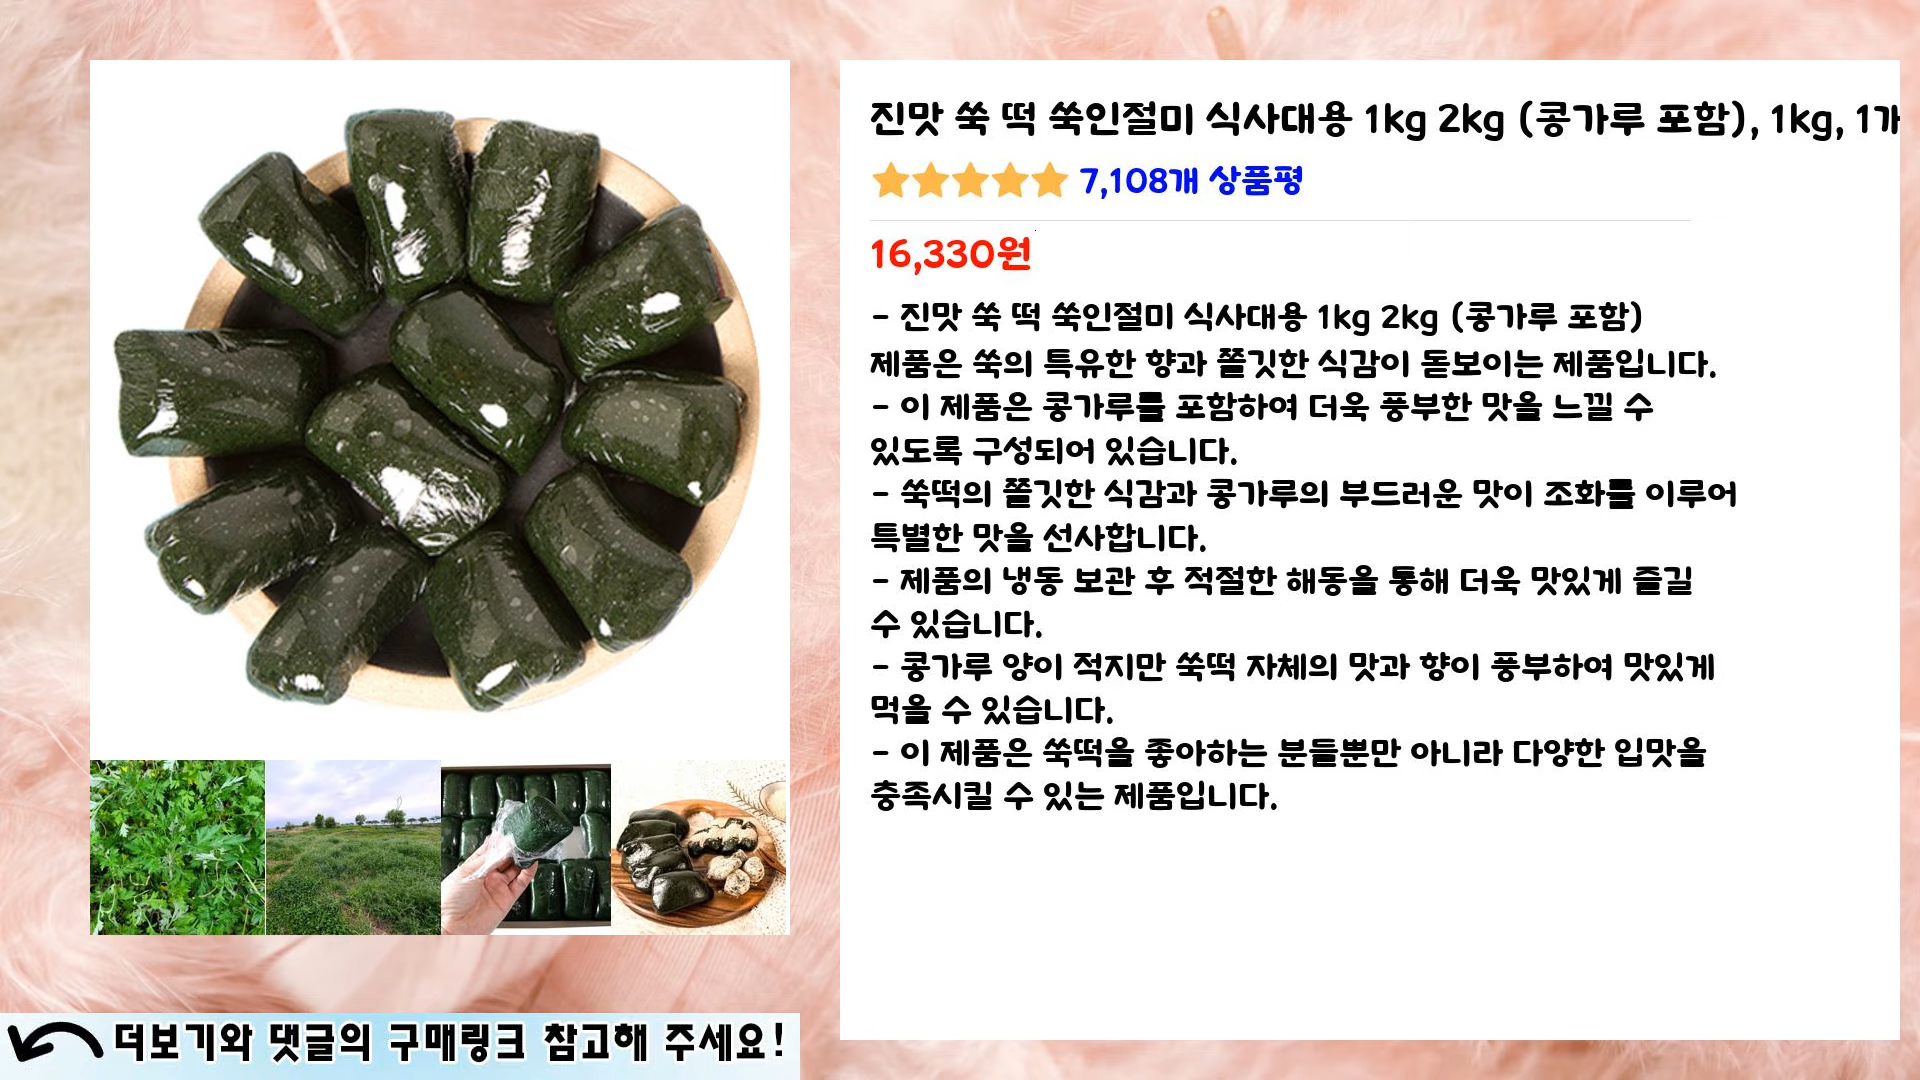 진맛 쑥 떡 쑥인절미 식사대용 1kg 2kg (콩가루 포함), 1kg, 1개
7,108개 상품평
16,330원
- 진맛 쑥 떡 쑥인절미 식사대용 1kg 2kg (콩가루 포함)
제품은 쑥의 특유한 향과 쫄깃한 식감이 돋보이는 제품입니다.
- 이 제품은 콩가루를 포함하여 더욱 풍부한 맛을 느낄 수
있도록 구성되어 있습니다.
- 쑥떡의 쫄깃한 식감과 콩가루의 부드러운 맛이 조화를 이루어
특별한 맛을 선사합니다.
- 제품의 냉동 보관 후 적절한 해동을 통해 더욱 맛있게 즐길
수 있습니다.
- 콩가루 양이 적지만 쑥떡 자체의 맛과 향이 풍부하여 맛있게
먹을 수 있습니다.
- 이 제품은 쑥떡을 좋아하는 분들뿐만 아니라 다양한 입맛을
충족시킬 수 있는 제품입니다.
더보기와 댓글의 구매링크 참고해 주세요!